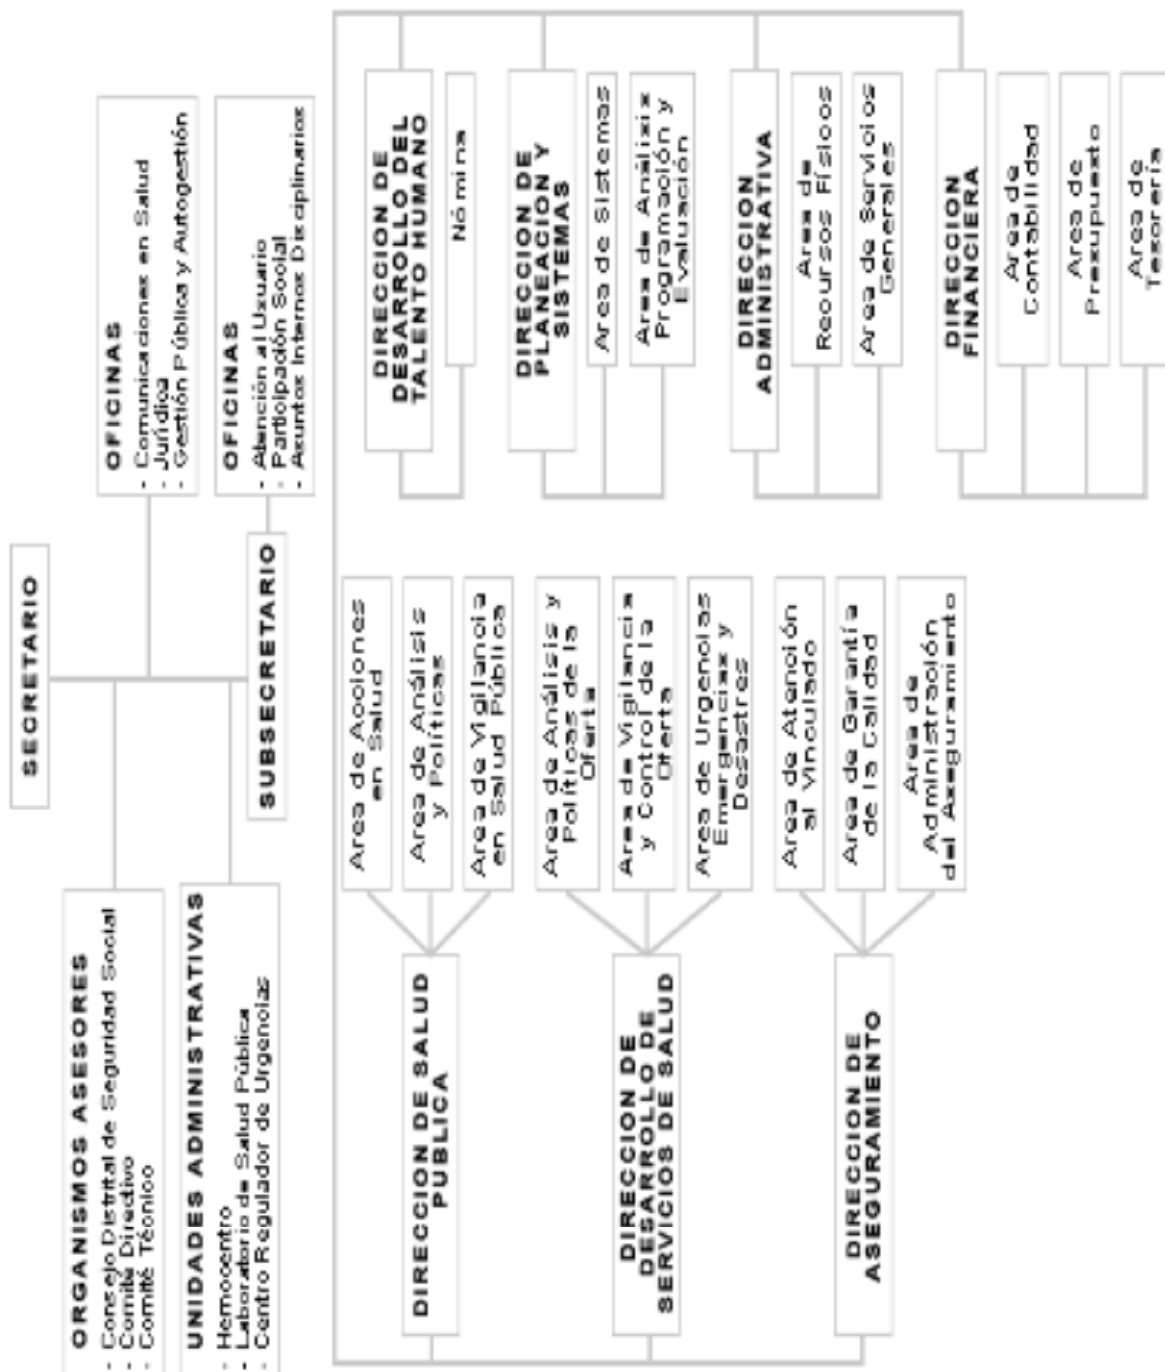 SECRETARIO
ORGANISMOS ASESORES
- Consejo Distrital de Seguridad Social
- Comité Directivo
- Comité Técnico
OFICINAS
- Comunicaciones en Salud
- Jurídica
- Gestión Pública y Autogestión
UNIDADES ADMINISTRATIVAS
- Hemocentro
- Laboratorio de Salud Pública
- Centro Regulador de Urgencias
SUBSECRETARIO
OFICINAS
- Atención al Usuario
- Participación Social
- Asuntos Internos Disciplinarios
DIRECCION DE SALUD
PUBLICA
Area de Acciones
en Salud
Area de Análisis
y Políticas
Area de Vigilancia
en Salud Pública
DIRECCION DE
DESARROLLO DE
SERVICIOS DE SALUD
Area de Análisis y
Políticas de la
Oferta
Area de Vigilancia
y Control de la
Oferta
Area de Urgencias
Emergencias y
Desastres
DIRECCION DE
ASEGURAMIENTO
Area de Atención
al Vinculado
Area de Garantía
de la Calidad
Area de
Administración
del Aseguramiento
DIRECCION DE
DESARROLLO DEL
TALENTO HUMANO
Nómina
DIRECCION DE
PLANEACION Y
SISTEMAS
Area de Sistemas
Area de Análisis
Programación y
Evaluación
DIRECCION
ADMINISTRATIVA
Area de
Recursos Físicos
Area de Servicios
Generales
DIRECCION
FINANCIERA
Area de
Contabilidad
Area de
Presupuesto
Area de
Tesorería